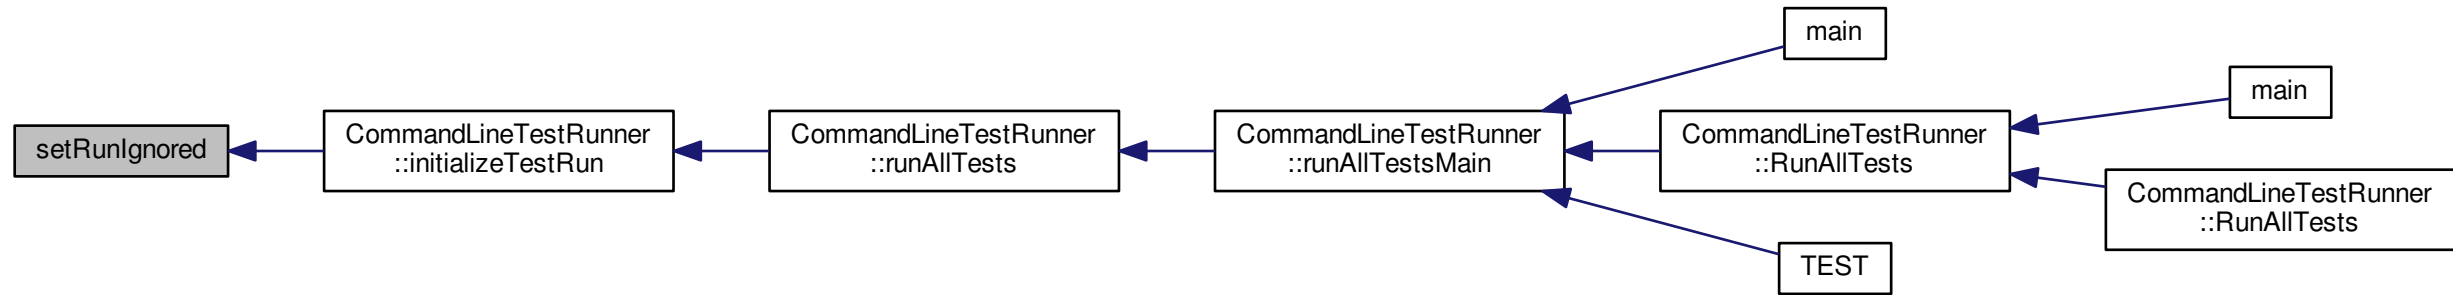 setRunIgnored
CommandLineTestRunner
::initializeTestRun
CommandLineTestRunner
::runAllTests
CommandLineTestRunner
::runAllTestsMain
main
CommandLineTestRunner
::RunAllTests
TEST
main
CommandLineTestRunner
::RunAllTests